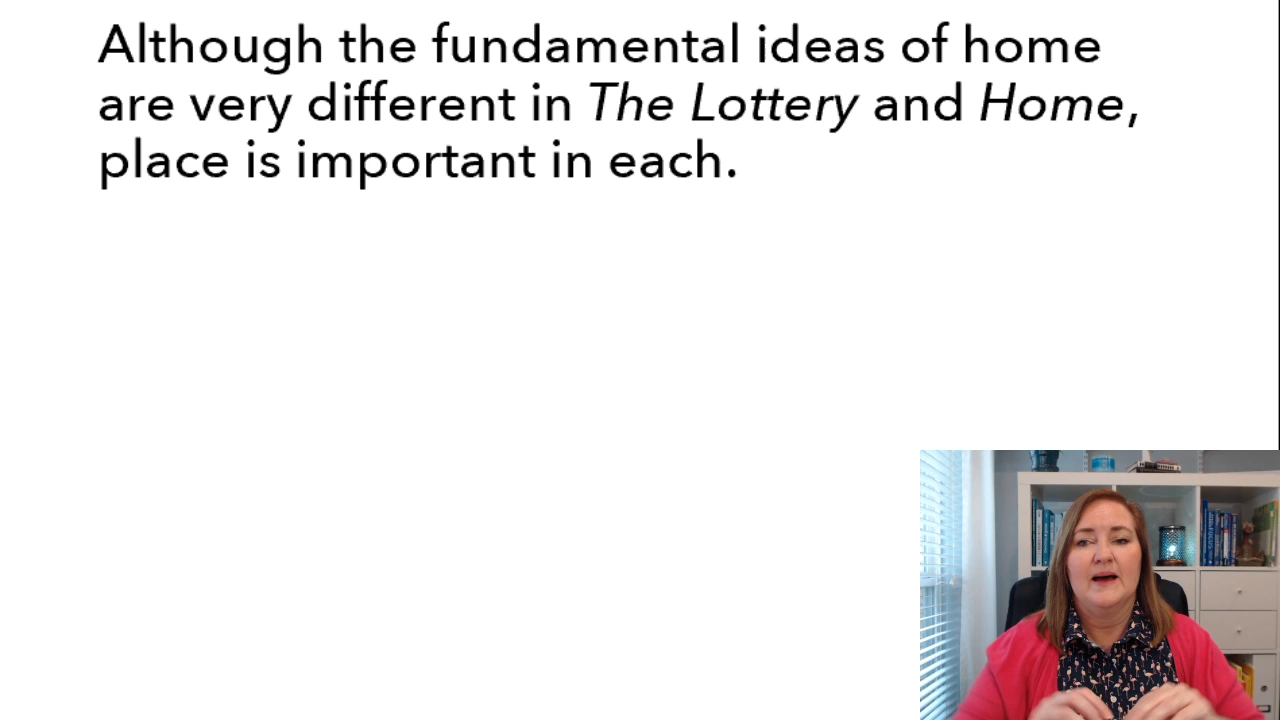 Although the fundamental ideas of home
are very different in The Lottery and Home,
place is important in each.